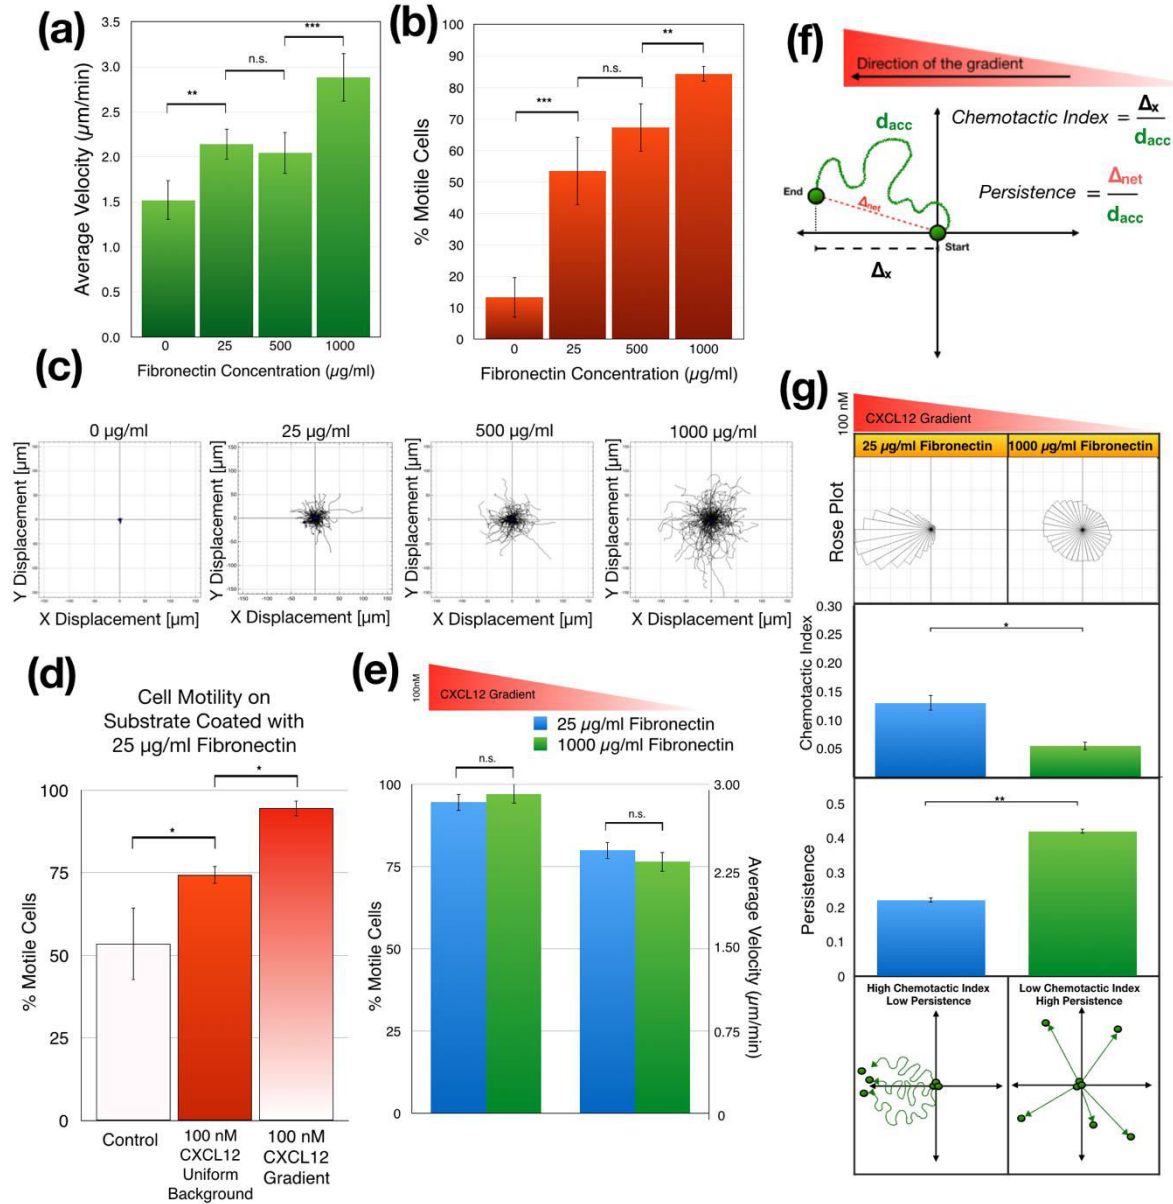 (a)
Average Velocity (µm/min)
3.5
3.0
2.5
2.0
1.5
1.0
0.5
0.0
**
n.s.
***
0 25 500 1000
Fibronectin Concentration (µg/ml)
(b)
% Motile Cells
100
90
80
70
60
50
40
30
20
10
0
***
n.s.
**
0 25 500 1000
Fibronectin Concentration (µg/ml)
(f)
Direction of the gradient
dacc
End
Δnet
Start
Δx
Chemotactic Index = Δx
dacc
Persistence = Δnet
dacc
(c)
0 µg/ml
25 µg/ml
500 µg/ml
1000 µg/ml
Y Displacement [µm]
Y Displacement [µm]
Y Displacement [µm]
Y Displacement [µm]
X Displacement [µm]
X Displacement [µm]
X Displacement [µm]
X Displacement [µm]
(d)
Cell Motility on
Substrate Coated with
25 µg/ml Fibronectin
% Motile Cells
100
75
50
25
0
*
*
Control
100 nM
CXCL12
Uniform
Background
100 nM
CXCL12
Gradient
(e)
100nM
CXCL12 Gradient
25 µg/ml Fibronectin
1000 µg/ml Fibronectin
% Motile Cells
100
75
50
25
0
n.s.
n.s.
3.00
2.25
1.50
0.75
0
Average Velocity (µm/min)
(g)
100 nM
CXCL12 Gradient
25 µg/ml Fibronectin
1000 µg/ml Fibronectin
Rose Plot
Chemotactic Index
0.30
0.25
0.20
0.15
0.10
0.05
*
Persistence
0.5
0.4
0.3
0.2
0.1
0
**
High Chemotactic Index
Low Persistence
Low Chemotactic Index
High Persistence